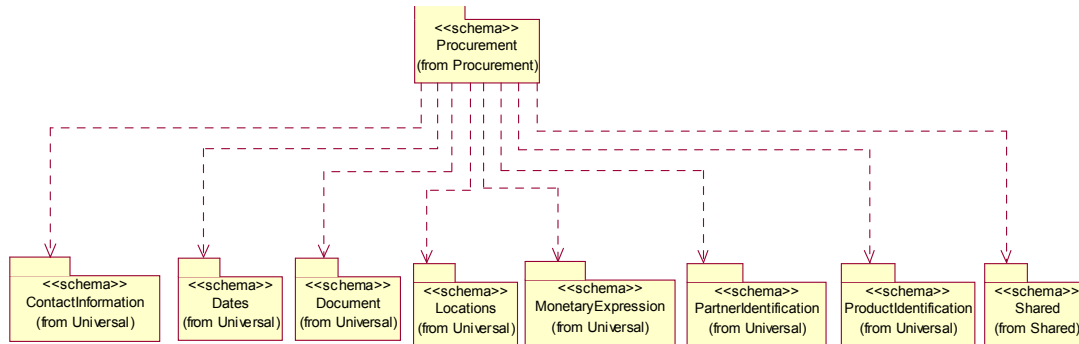 <<schema>>
Procurement
(from Procurement)
<<schema>>
ContactInformation
(from Universal)
<<schema>>
Dates
(from Universal)
<<schema>>
Document
(from Universal)
<<schema>>
Locations
(from Universal)
<<schema>>
MonetaryExpression
(from Universal)
<<schema>>
PartnerIdentification
(from Universal)
<<schema>>
ProductIdentification
(from Universal)
<<schema>>
Shared
(from Shared)